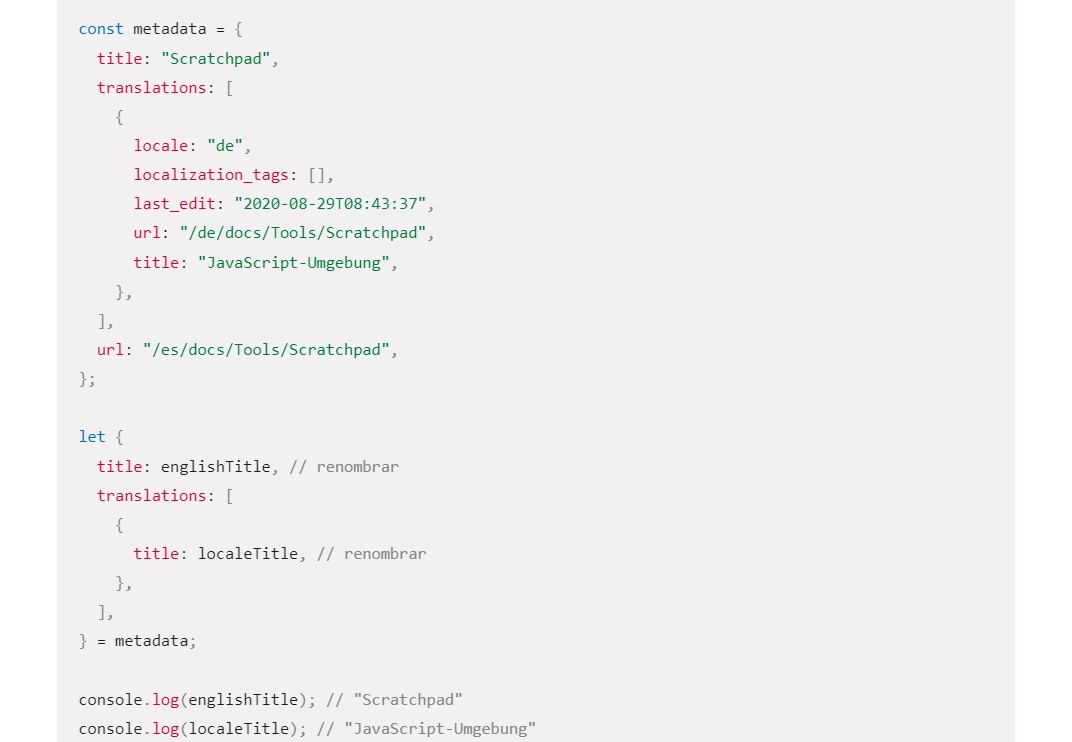 const metadata = {
  title: "Scratchpad",
  translations: [
    {
      locale: "de",
      localization_tags: [],
      last_edit: "2020-08-29T08:43:37",
      url: "/de/docs/Tools/Scratchpad",
      title: "JavaScript-Umgebung",
    },
  ],
  url: "/es/docs/Tools/Scratchpad",
};

let {
  title: englishTitle, // renombrar
  translations: [
    {
      title: localeTitle, // renombrar
    },
  ],
} = metadata;

console.log(englishTitle); // "Scratchpad"
console.log(localeTitle); // "JavaScript-Umgebung"